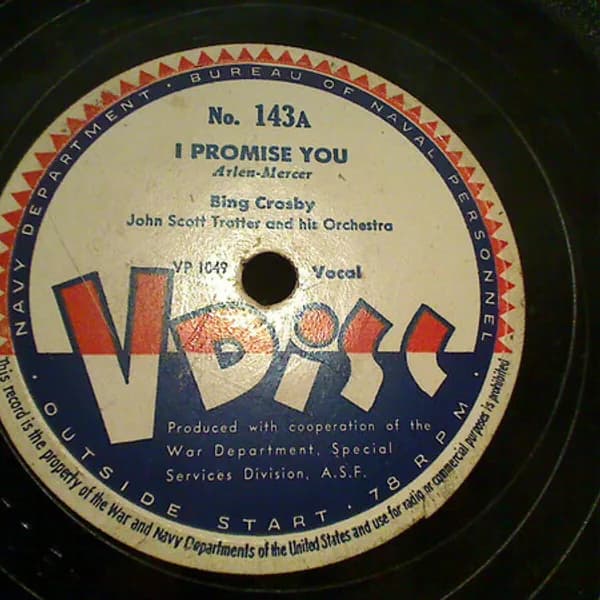 NAVY DEPARTMENT · BUREAU OF NAVAL PERSONNEL
No. 143A
I PROMISE YOU
Arlen-Mercer
Bing Crosby
John Scott Trotter and his Orchestra
VP 1049 Vocal
V DiSC
Produced with cooperation of the
War Department, Special
Services Division, A.S.F.
· OUTSIDE START · 78 RPM ·
This record is the property of the War and Navy Departments of the United States and use for radio or commercial purposes is prohibited